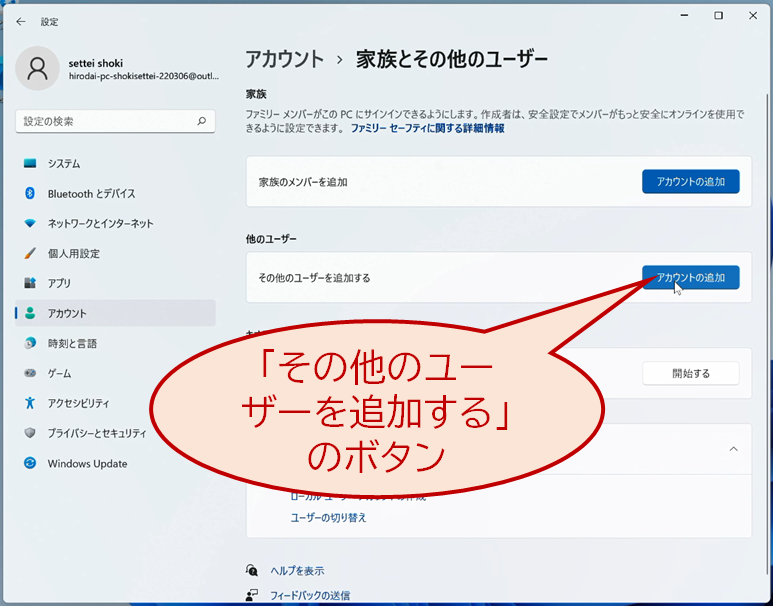 設定
settei shoki
hirodai-pc-shokisettei-220306@outl...
設定の検索
システム
Bluetooth とデバイス
ネットワークとインターネット
個人用設定
アプリ
アカウント
時刻と言語
ゲーム
アクセシビリティ
プライバシーとセキュリティ
Windows Update
アカウント › 家族とその他のユーザー
家族
ファミリー メンバーがこの PC にサインインできるようにします。作成者は、安全設定でメンバーがもっと安全にオンラインを使用で
きるように設定できます。 ファミリー セーフティに関する詳細情報
家族のメンバーを追加
アカウントの追加
他のユーザー
その他のユーザーを追加する
アカウントの追加
「その他のユー
ザーを追加する」
のボタン
開始する
ユーザーの切り替え
ヘルプを表示
フィードバックの送信